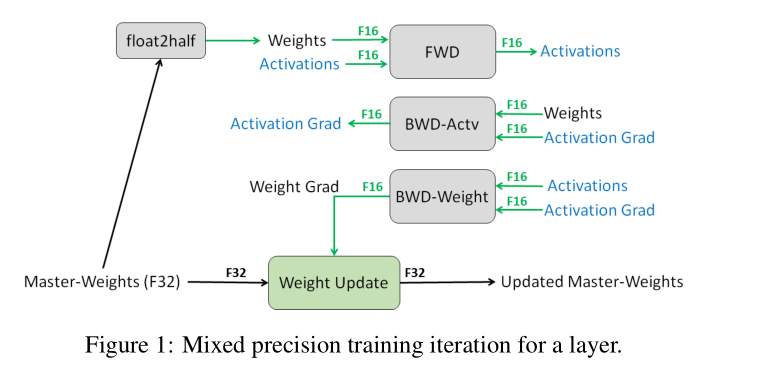 float2half
Weights F16
Activations F16
FWD
F16 Activations
Activation Grad F16
BWD-Actv
F16 Weights
F16 Activation Grad
Weight Grad F16
BWD-Weight
F16 Activations
F16 Activation Grad
Master-Weights (F32) F32
Weight Update
F32 Updated Master-Weights
Figure 1: Mixed precision training iteration for a layer.